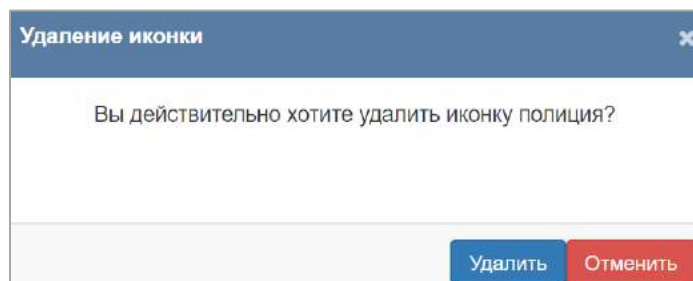 Удаление иконки
Вы действительно хотите удалить иконку полиция?
Удалить Отменить